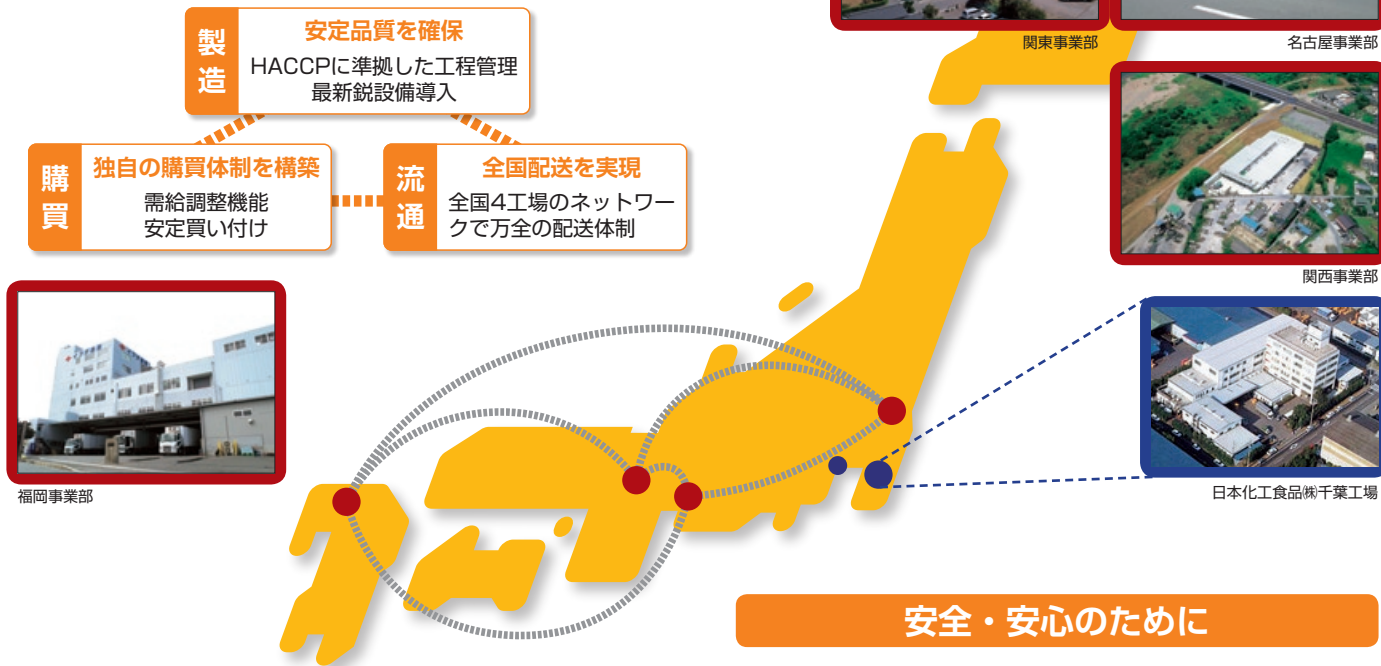 製造
安定品質を確保
HACCPに準拠した工程管理
最新鋭設備導入
購買
独自の購買体制を構築
需給調整機能
安定買い付け
流通
全国配送を実現
全国4工場のネットワー
クで万全の配送体制
関東事業部
名古屋事業部
関西事業部
福岡事業部
日本化工食品㈱千葉工場
安全・安心のために